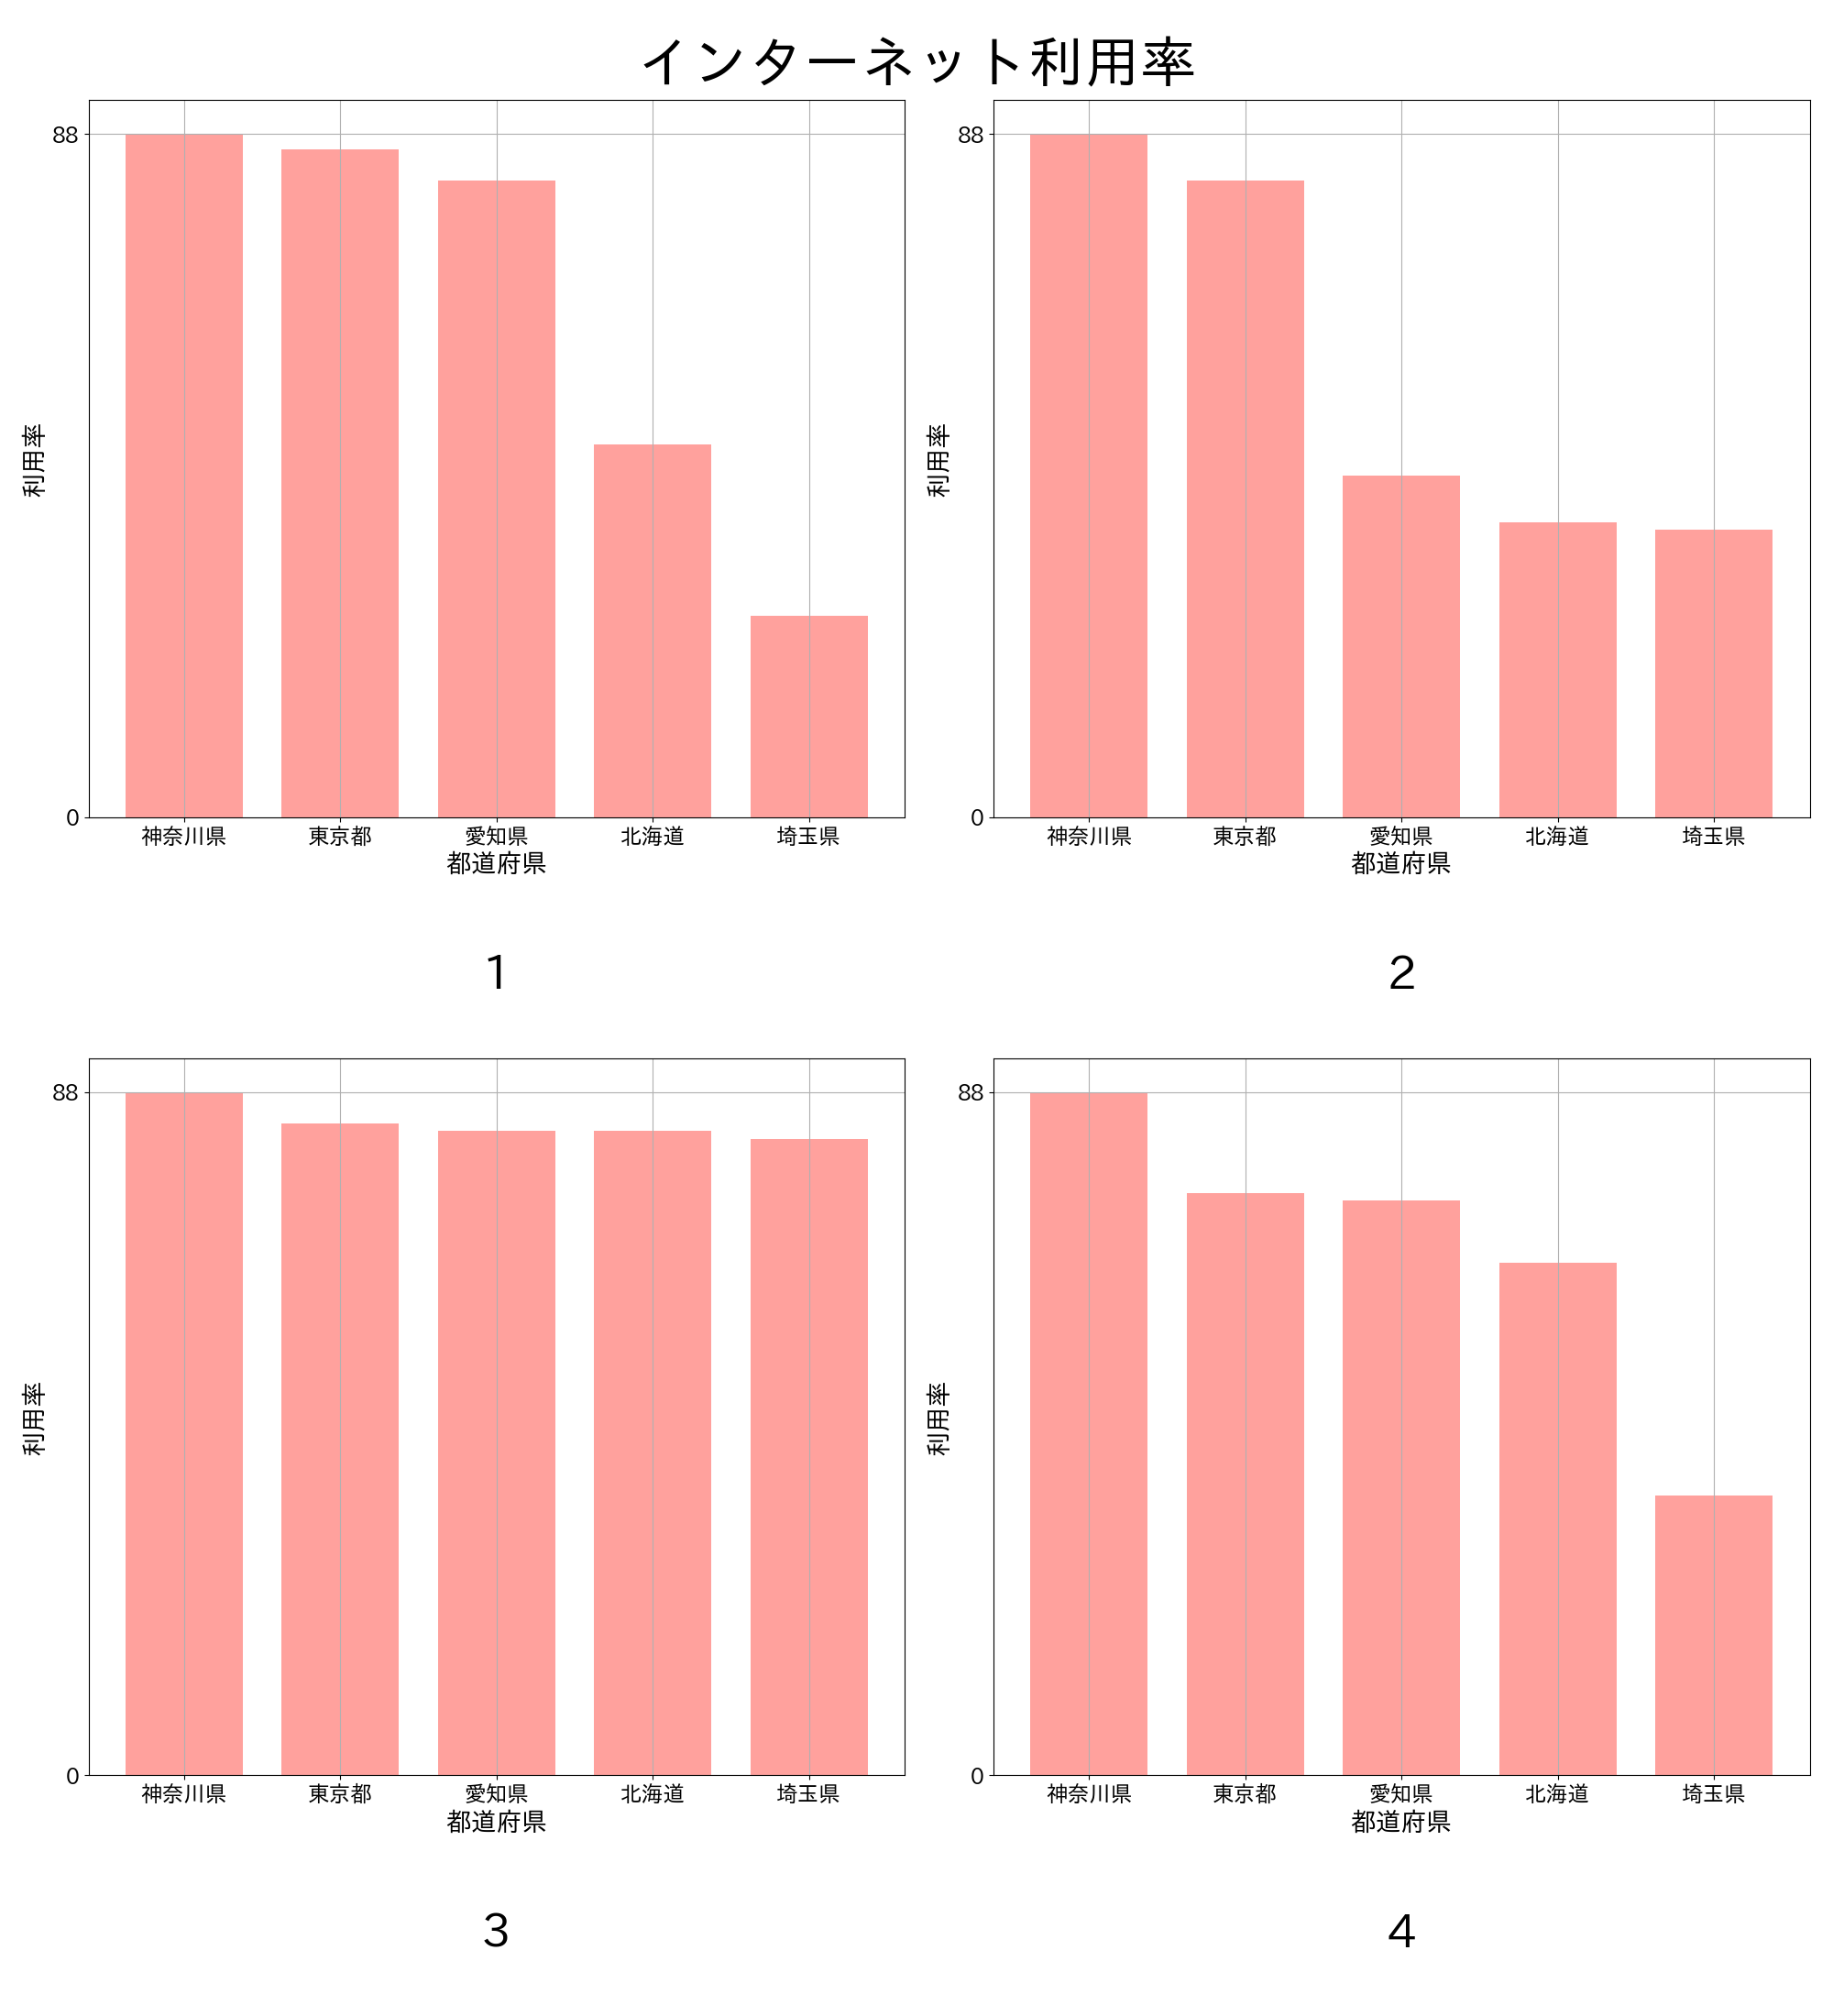 インターネット利用率
88
0
利用率
神奈川県 東京都 愛知県 北海道 埼玉県
都道府県
1
88
0
利用率
神奈川県 東京都 愛知県 北海道 埼玉県
都道府県
2
88
0
利用率
神奈川県 東京都 愛知県 北海道 埼玉県
都道府県
3
88
0
利用率
神奈川県 東京都 愛知県 北海道 埼玉県
都道府県
4